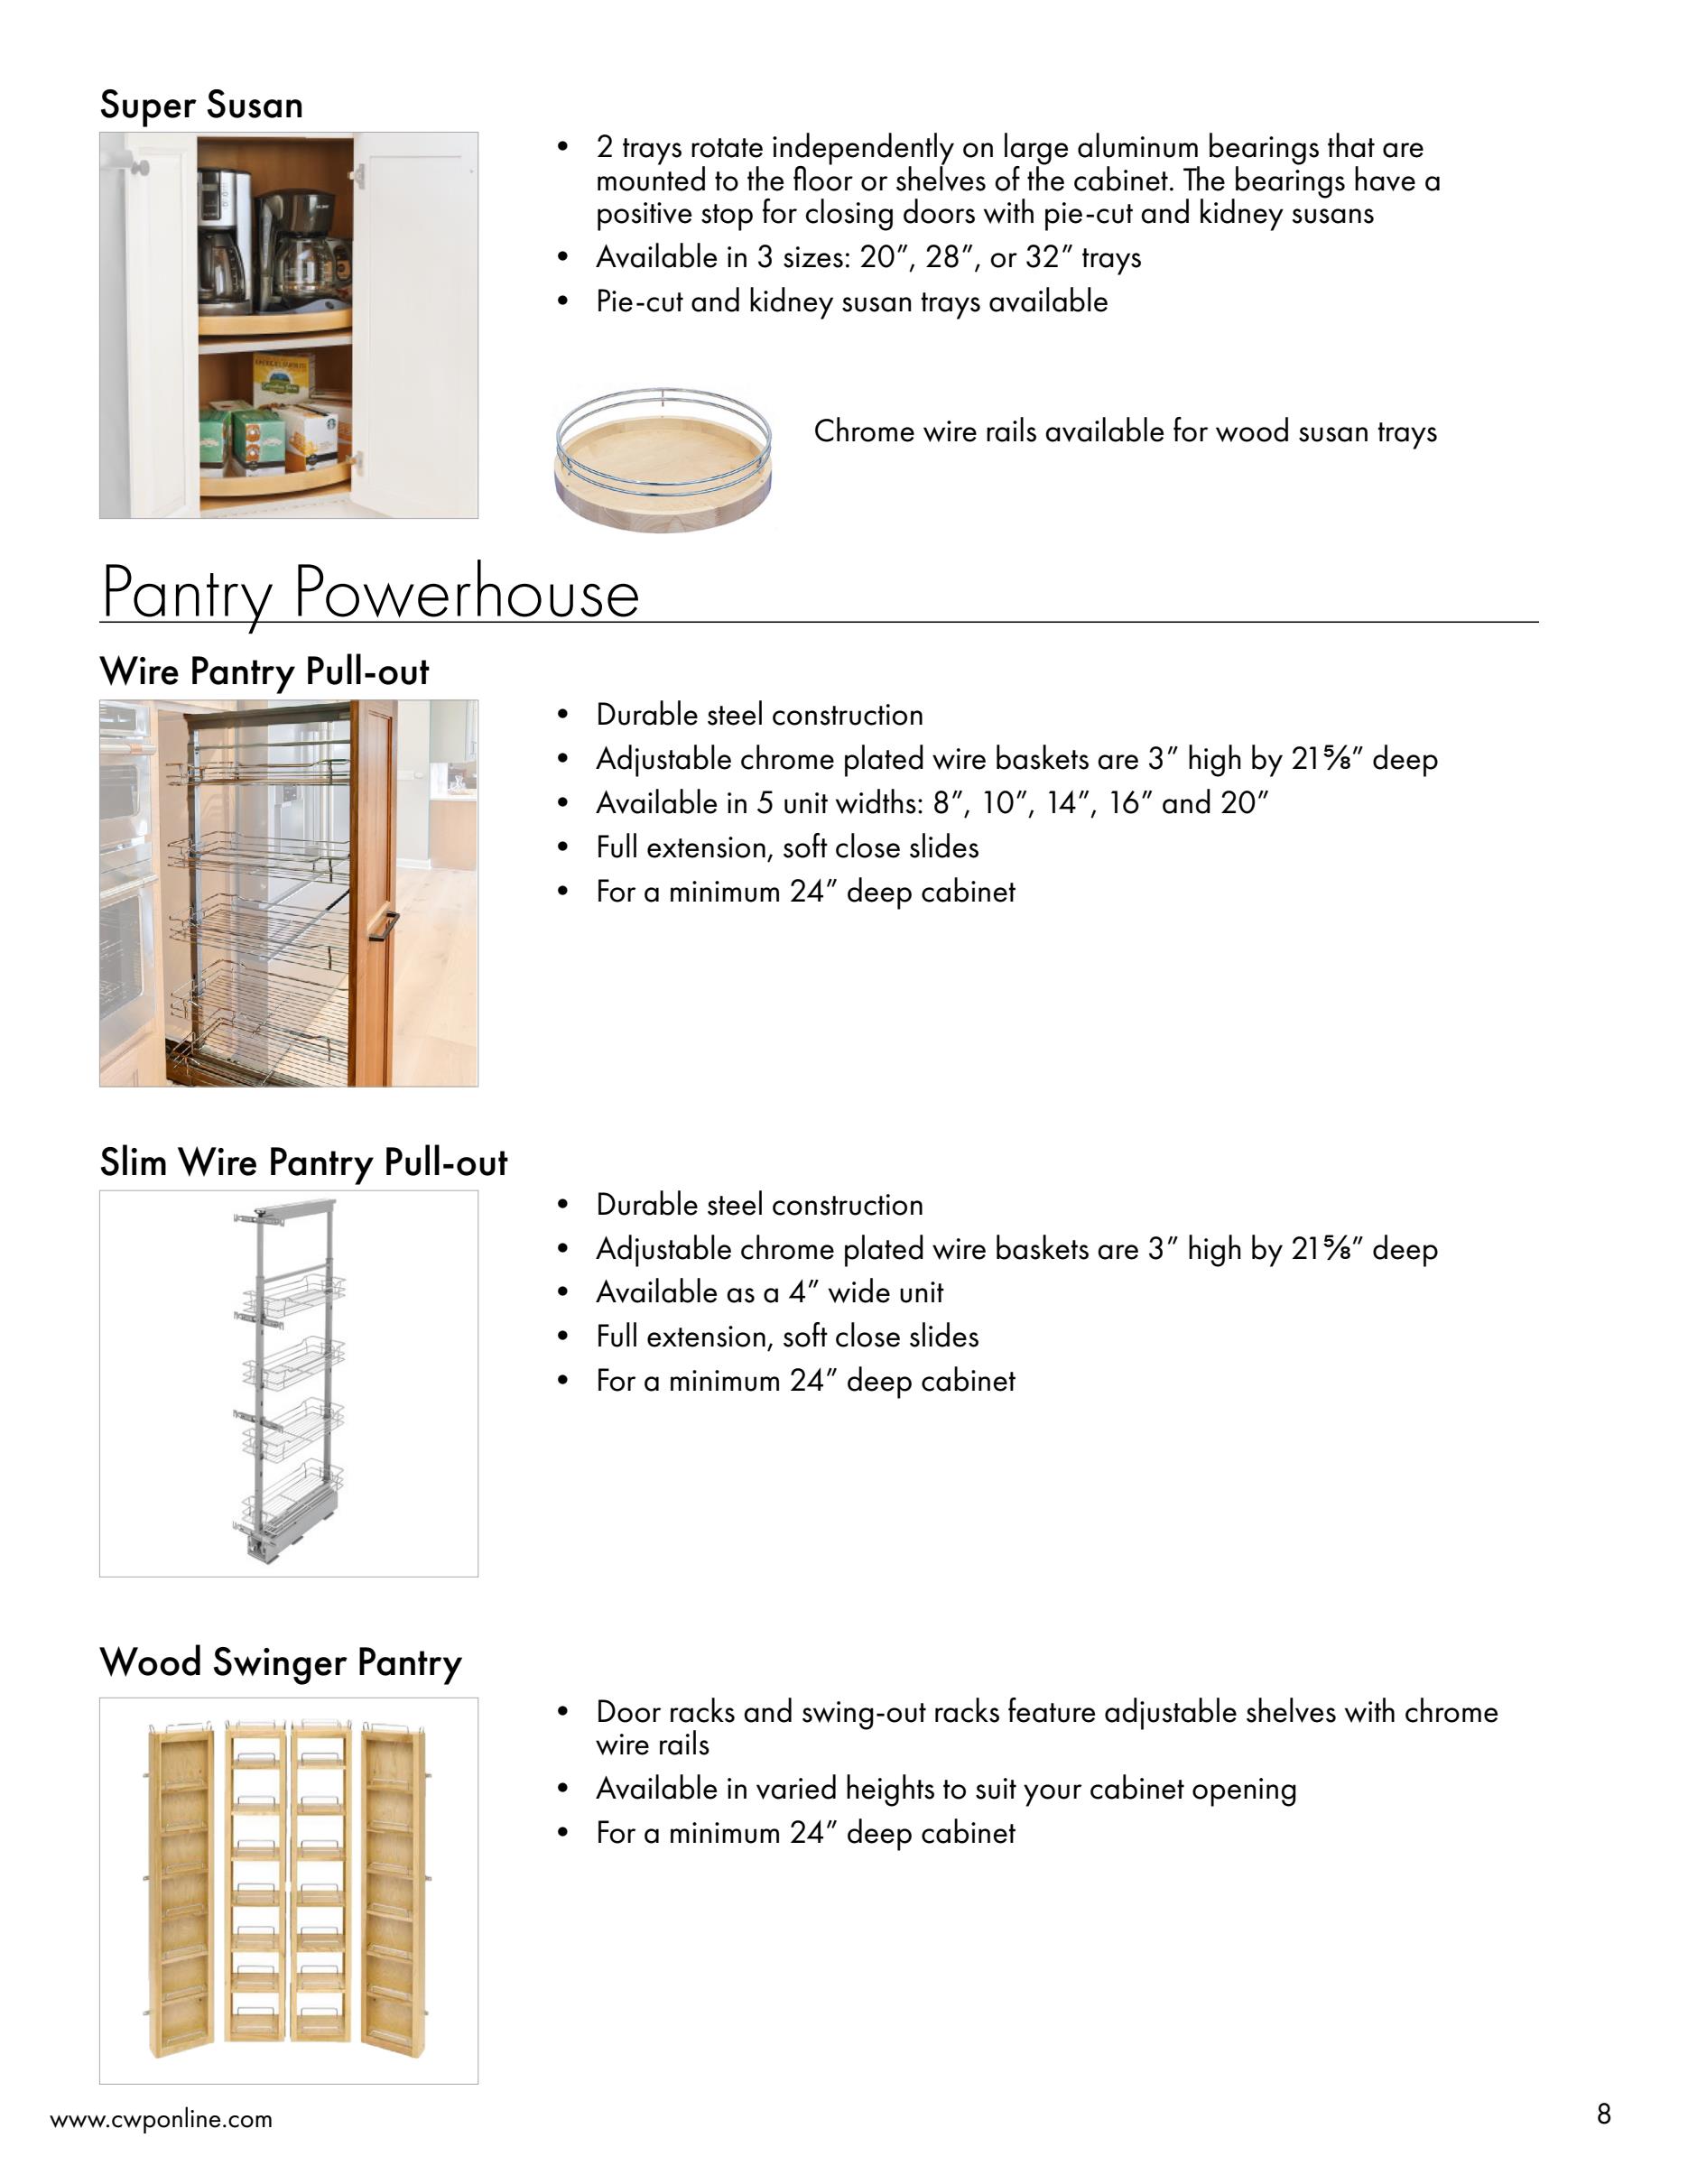 Super Susan
• 2 trays rotate independently on large aluminum bearings that are
mounted to the floor or shelves of the cabinet. The bearings have a
positive stop for closing doors with pie-cut and kidney susans
• Available in 3 sizes: 20″, 28″, or 32″ trays
• Pie-cut and kidney susan trays available
Chrome wire rails available for wood susan trays
Pantry Powerhouse
Wire Pantry Pull-out
• Durable steel construction
• Adjustable chrome plated wire baskets are 3″ high by 21⅝″ deep
• Available in 5 unit widths: 8″, 10″, 14″, 16″ and 20″
• Full extension, soft close slides
• For a minimum 24″ deep cabinet
Slim Wire Pantry Pull-out
• Durable steel construction
• Adjustable chrome plated wire baskets are 3″ high by 21⅝″ deep
• Available as a 4″ wide unit
• Full extension, soft close slides
• For a minimum 24″ deep cabinet
Wood Swinger Pantry
• Door racks and swing-out racks feature adjustable shelves with chrome
wire rails
• Available in varied heights to suit your cabinet opening
• For a minimum 24″ deep cabinet
www.cwponline.com
8